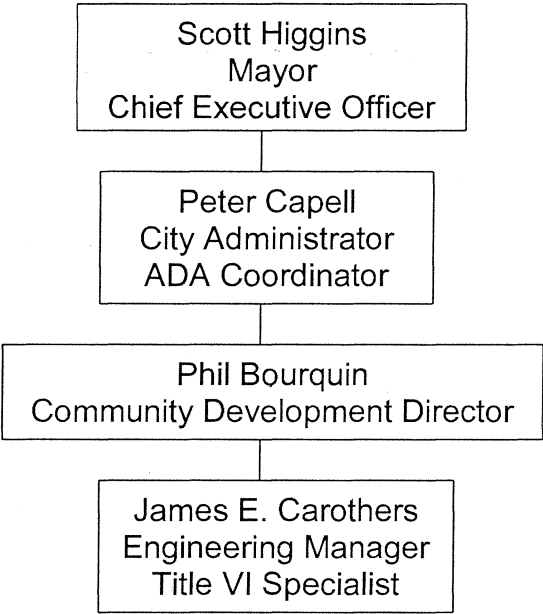 Scott Higgins
Mayor
Chief Executive Officer
Peter Capell
City Administrator
ADA Coordinator
Phil Bourquin
Community Development Director
James E. Carothers
Engineering Manager
Title VI Specialist